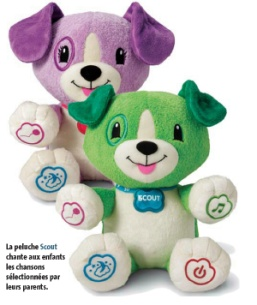 SCOUT
La peluche Scout
chante aux enfants
les chansons
sélectionnées par
leurs parents.